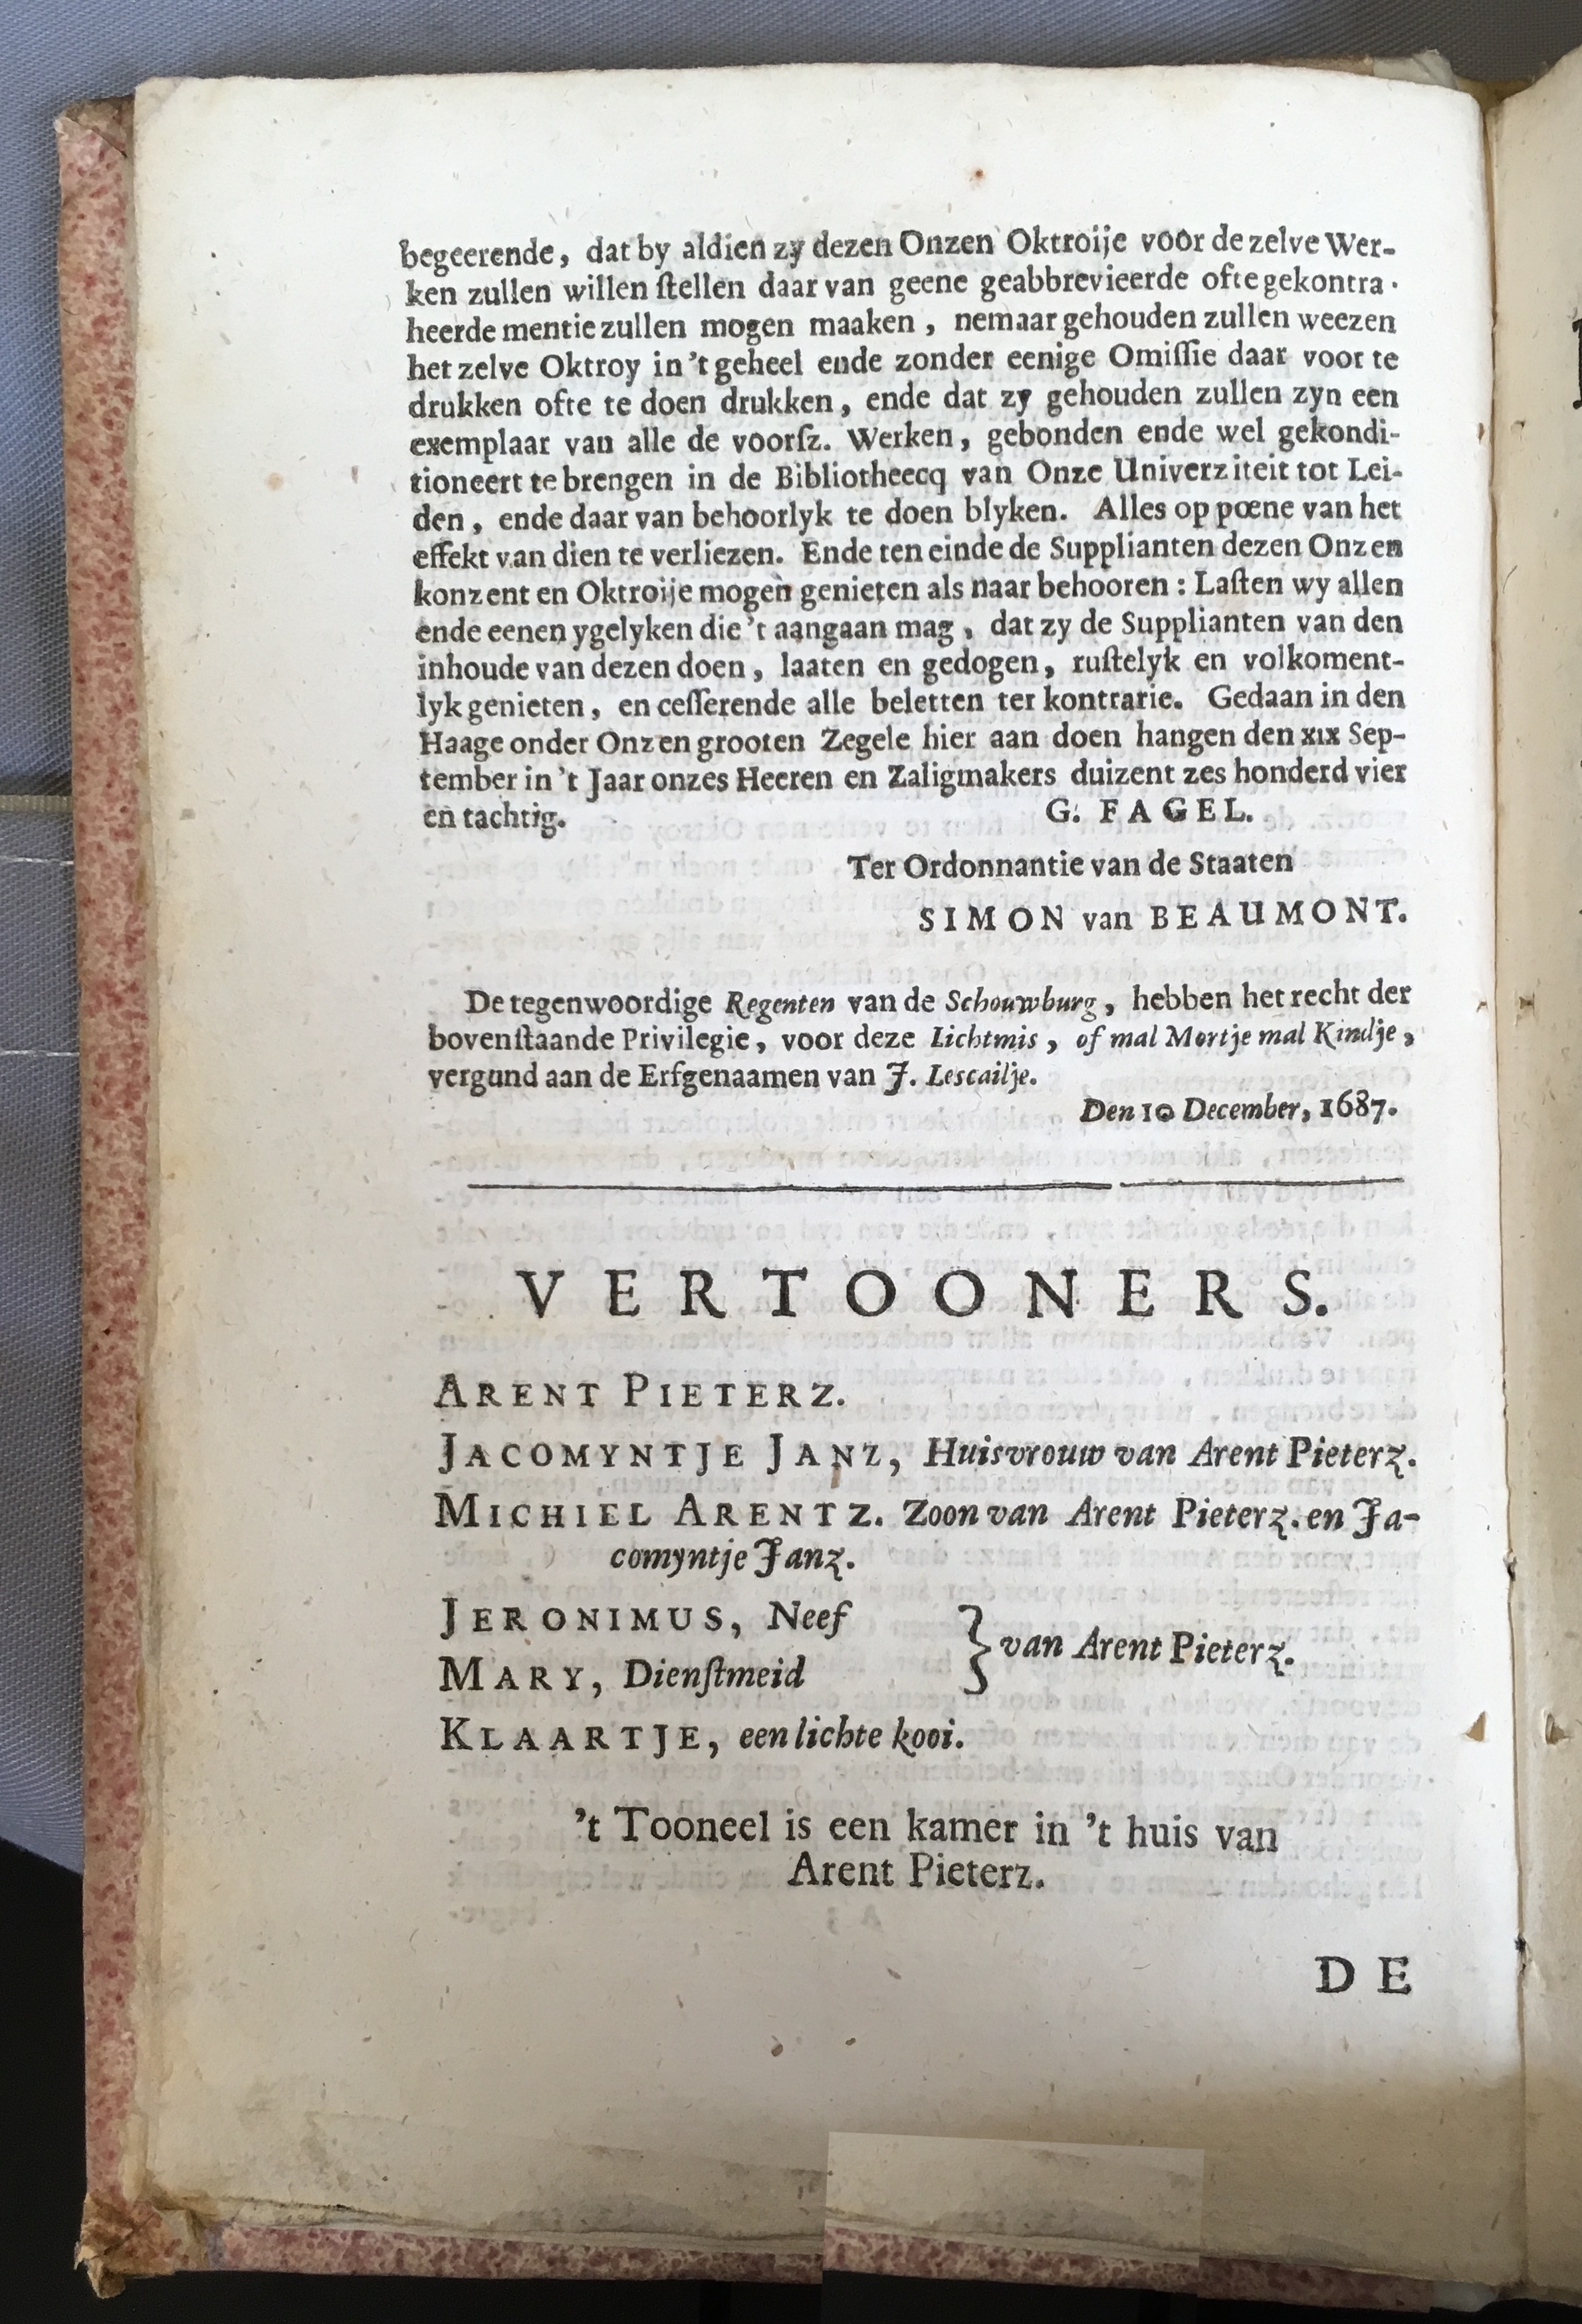 begeerende, dat by aldien zy dezen Onzen Oktroije voor de zelve Wer-
ken zullen willen ſtellen daar van geene geabbrevieerde ofte gekontra-
heerde mentie zullen mogen maaken, nemaar gehouden zullen weezen
het zelve Oktroy in 't geheel ende zonder eenige Omiſſie daar voor te
drukken ofte te doen drukken, ende dat zy gehouden zullen zyn een
exemplaar van alle de voorſz. Werken, gebonden ende wel gekondi-
tioneert te brengen in de Bibliotheecq van Onze Univerziteit tot Lei-
den, ende daar van behoorlyk te doen blyken. Alles op pœne van het
effekt van dien te verliezen. Ende ten einde de Supplianten dezen Onzen
konzent en Oktroije mogen genieten als naar behooren: Laſten wy allen
ende eenen ygelyken die 't aangaan mag, dat zy de Supplianten van den
inhoude van dezen doen, laaten en gedogen, ruſtelyk en volkoment-
lyk genieten, en ceſſerende alle beletten ter kontrarie. Gedaan in den
Haage onder Onzen grooten Zegele hier aan doen hangen den xix Sep-
tember in 't Jaar onzes Heeren en Zaligmakers duizent zes honderd vier
en tachtig. G. FAGEL.
Ter Ordonnantie van de Staaten
SIMON van BEAUMONT.
De tegenwoordige Regenten van de Schouwburg, hebben het recht der
bovenſtaande Privilegie, voor deze Lichtmis, of mal Mortje mal Kindje,
vergund aan de Erfgenaamen van J. Lescailje.
Den 10 December, 1687.
VERTOONERS.
ARENT PIETERZ.
JACOMYNTJE JANZ, Huisvrouw van Arent Pieterz.
MICHIEL ARENTZ. Zoon van Arent Pieterz. en Ja-
comyntje Janz.
JERONIMUS, Neef
MARY, Dienſtmeid } van Arent Pieterz.
KLAARTJE, een lichte kooi.
't Tooneel is een kamer in 't huis van
Arent Pieterz.
DE